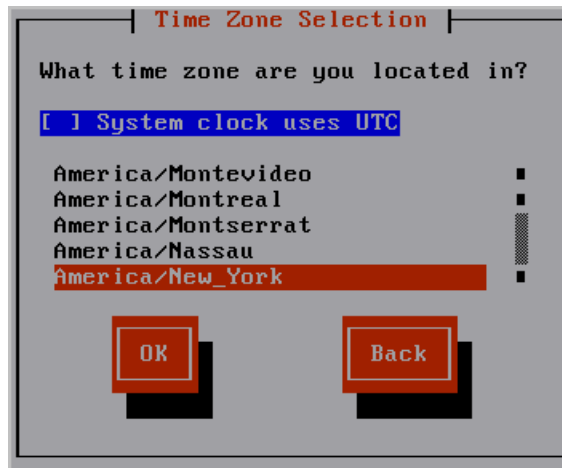 Time Zone Selection
What time zone are you located in?
[ ] System clock uses UTC
America/Montevideo
America/Montreal
America/Montserrat
America/Nassau
America/New_York
OK Back